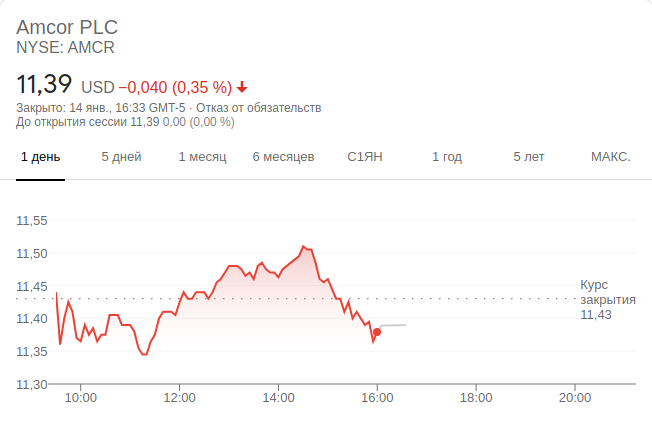 Amcor PLC
NYSE: AMCR
11,39 USD −0,040 (0,35 %)
Закрыто: 14 янв., 16:33 GMT-5 · Отказ от обязательств
До открытия сессии 11,39 0,00 (0,00 %)
1 день 5 дней 1 месяц 6 месяцев С1ЯН 1 год 5 лет МАКС.
11,55
11,50
11,45
11,40
11,35
11,30
Курс
закрытия
11,43
10:00 12:00 14:00 16:00 18:00 20:00